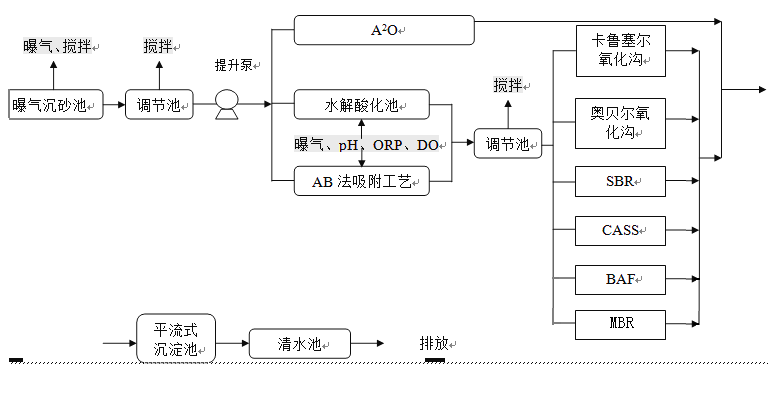 曝气、搅拌
搅拌
提升泵
曝气沉砂池
调节池
A²O
水解酸化池
曝气、pH、ORP、DO
AB 法吸附工艺
搅拌
调节池
卡鲁塞尔
氧化沟
奥贝尔氧
化沟
SBR
CASS
BAF
MBR
平流式
沉淀池
清水池
排放